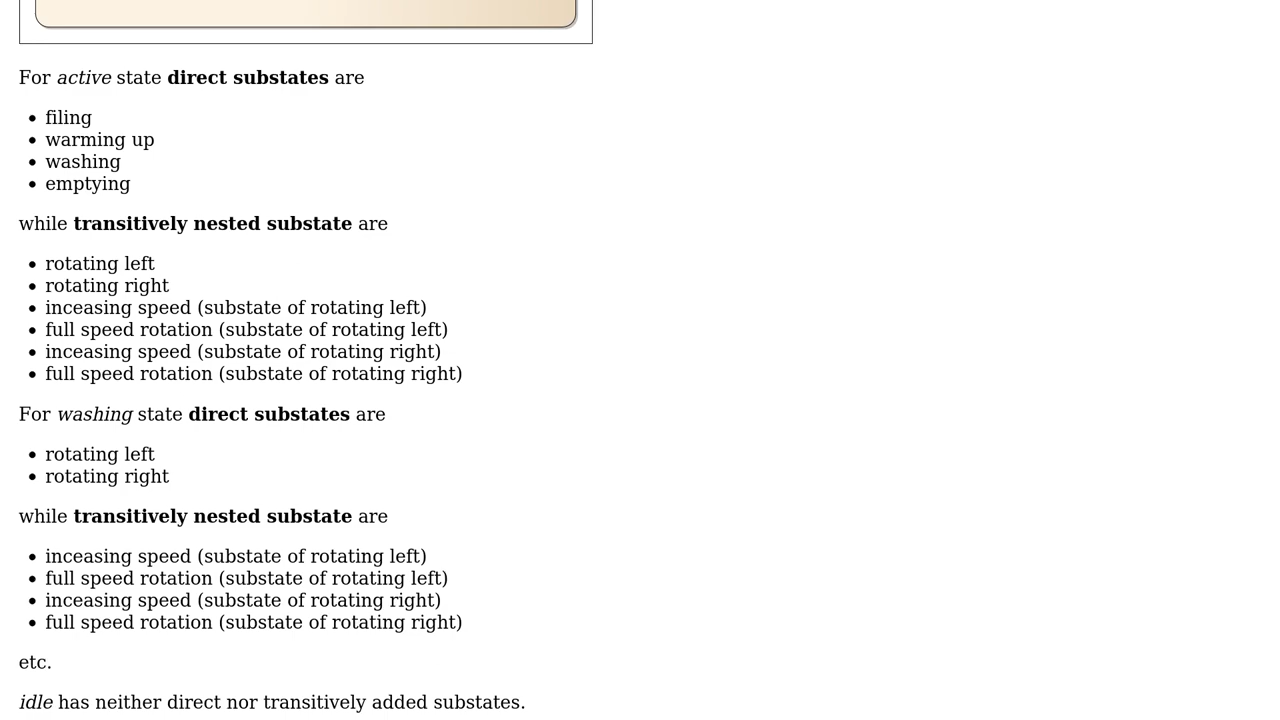 For active state direct substates are
filing
warming up
washing
emptying
while transitively nested substate are
rotating left
rotating right
inceasing speed (substate of rotating left)
full speed rotation (substate of rotating left)
inceasing speed (substate of rotating right)
full speed rotation (substate of rotating right)
For washing state direct substates are
rotating left
rotating right
while transitively nested substate are
inceasing speed (substate of rotating left)
full speed rotation (substate of rotating left)
inceasing speed (substate of rotating right)
full speed rotation (substate of rotating right)
etc.
idle has neither direct nor transitively added substates.